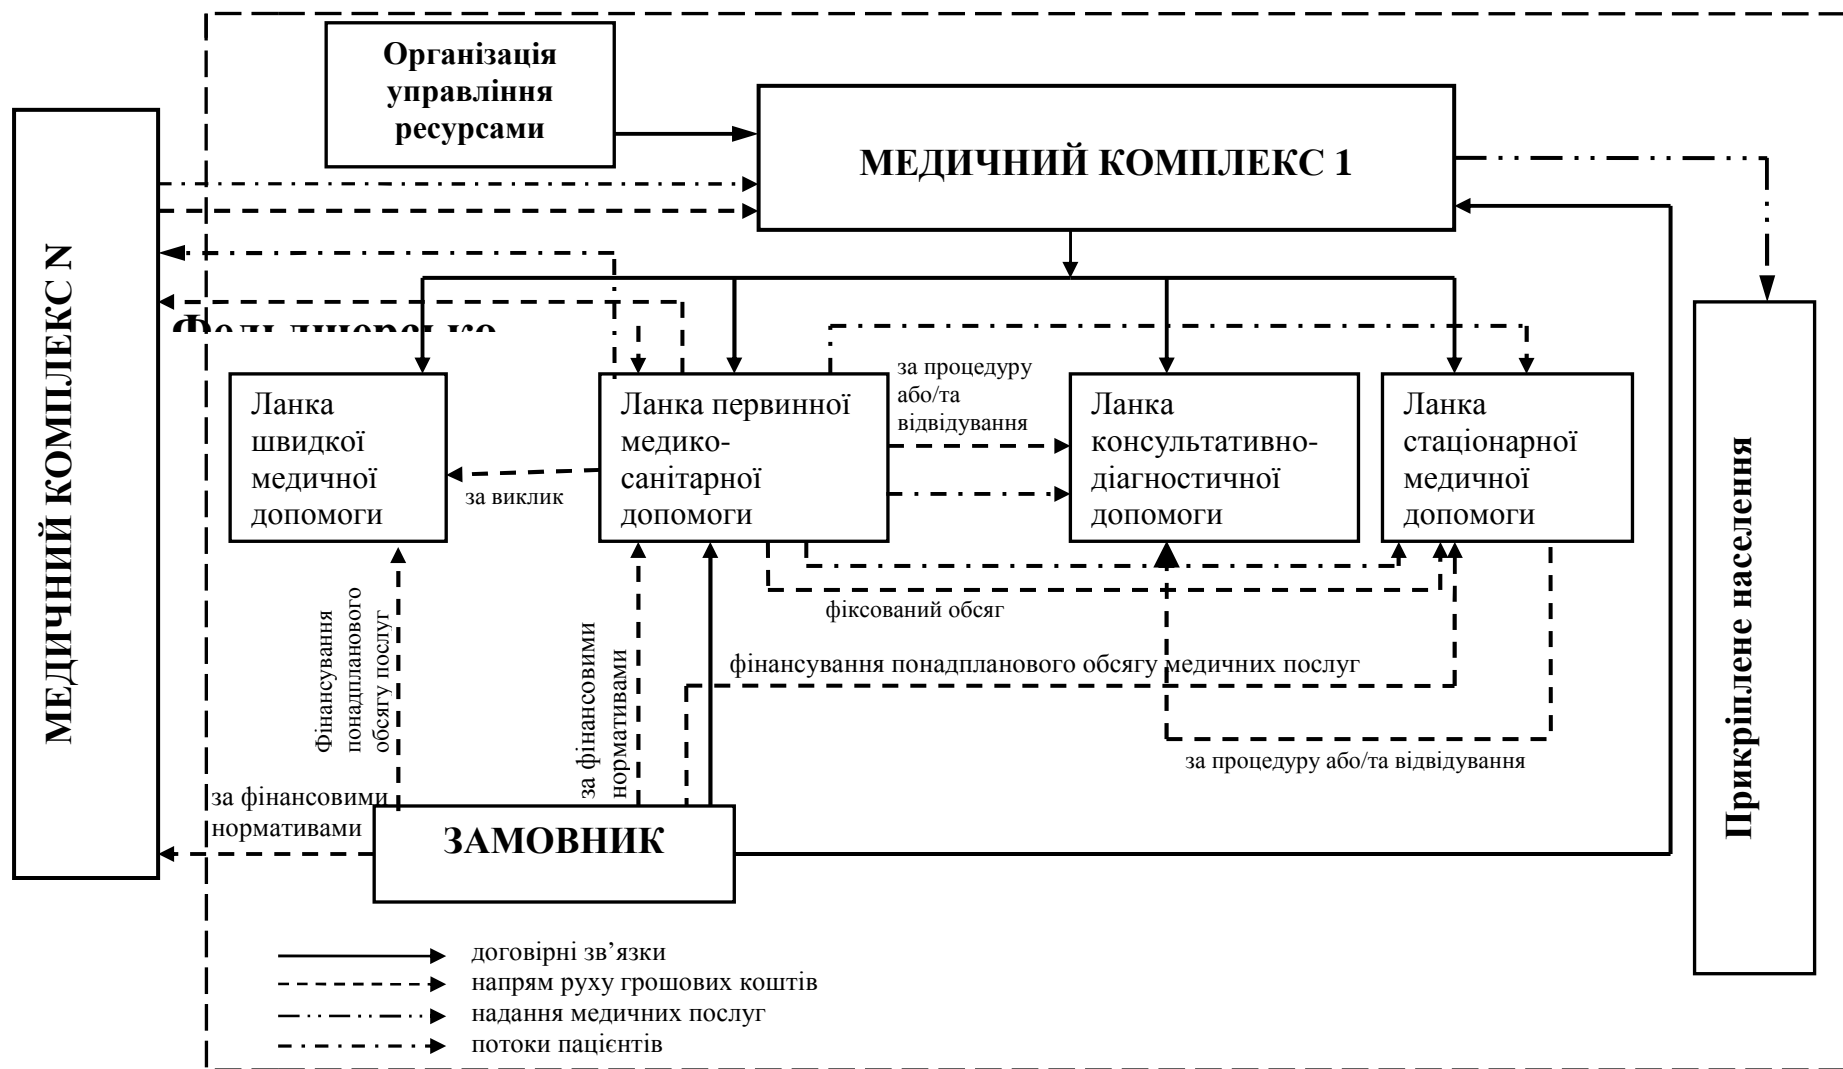 Організація
управління
ресурсами
МЕДИЧНИЙ КОМПЛЕКС 1
МЕДИЧНИЙ КОМПЛЕКС N
Прикріплене населення
Ланка
швидкої
медичної
допомоги
за виклик
Ланка первинної
медико-
санітарної
допомоги
за процедуру
або/та
відвідування
Ланка
консультативно-
діагностичної
допомоги
Ланка
стаціонарної
медичної
допомоги
фіксований обсяг
Фінансування
понадпланового
обсягу послуг
за фінансовими
нормативами
фінансування понадпланового обсягу медичних послуг
за процедуру або/та відвідування
за фінансовими
нормативами
ЗАМОВНИК
договірні зв’язки
напрям руху грошових коштів
надання медичних послуг
потоки пацієнтів